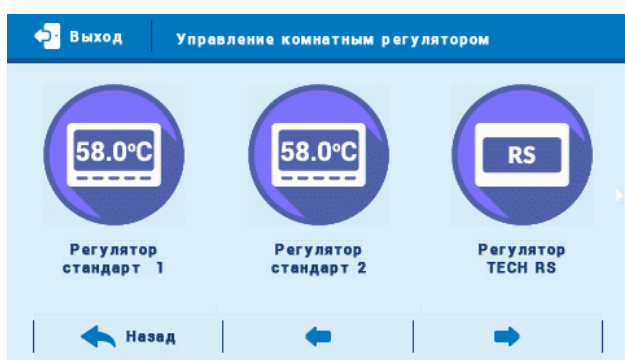 Выход
Управление комнатным регулятором
58.0°C
58.0°C
RS
Регулятор
стандарт 1
Регулятор
стандарт 2
Регулятор
TECH RS
Назад